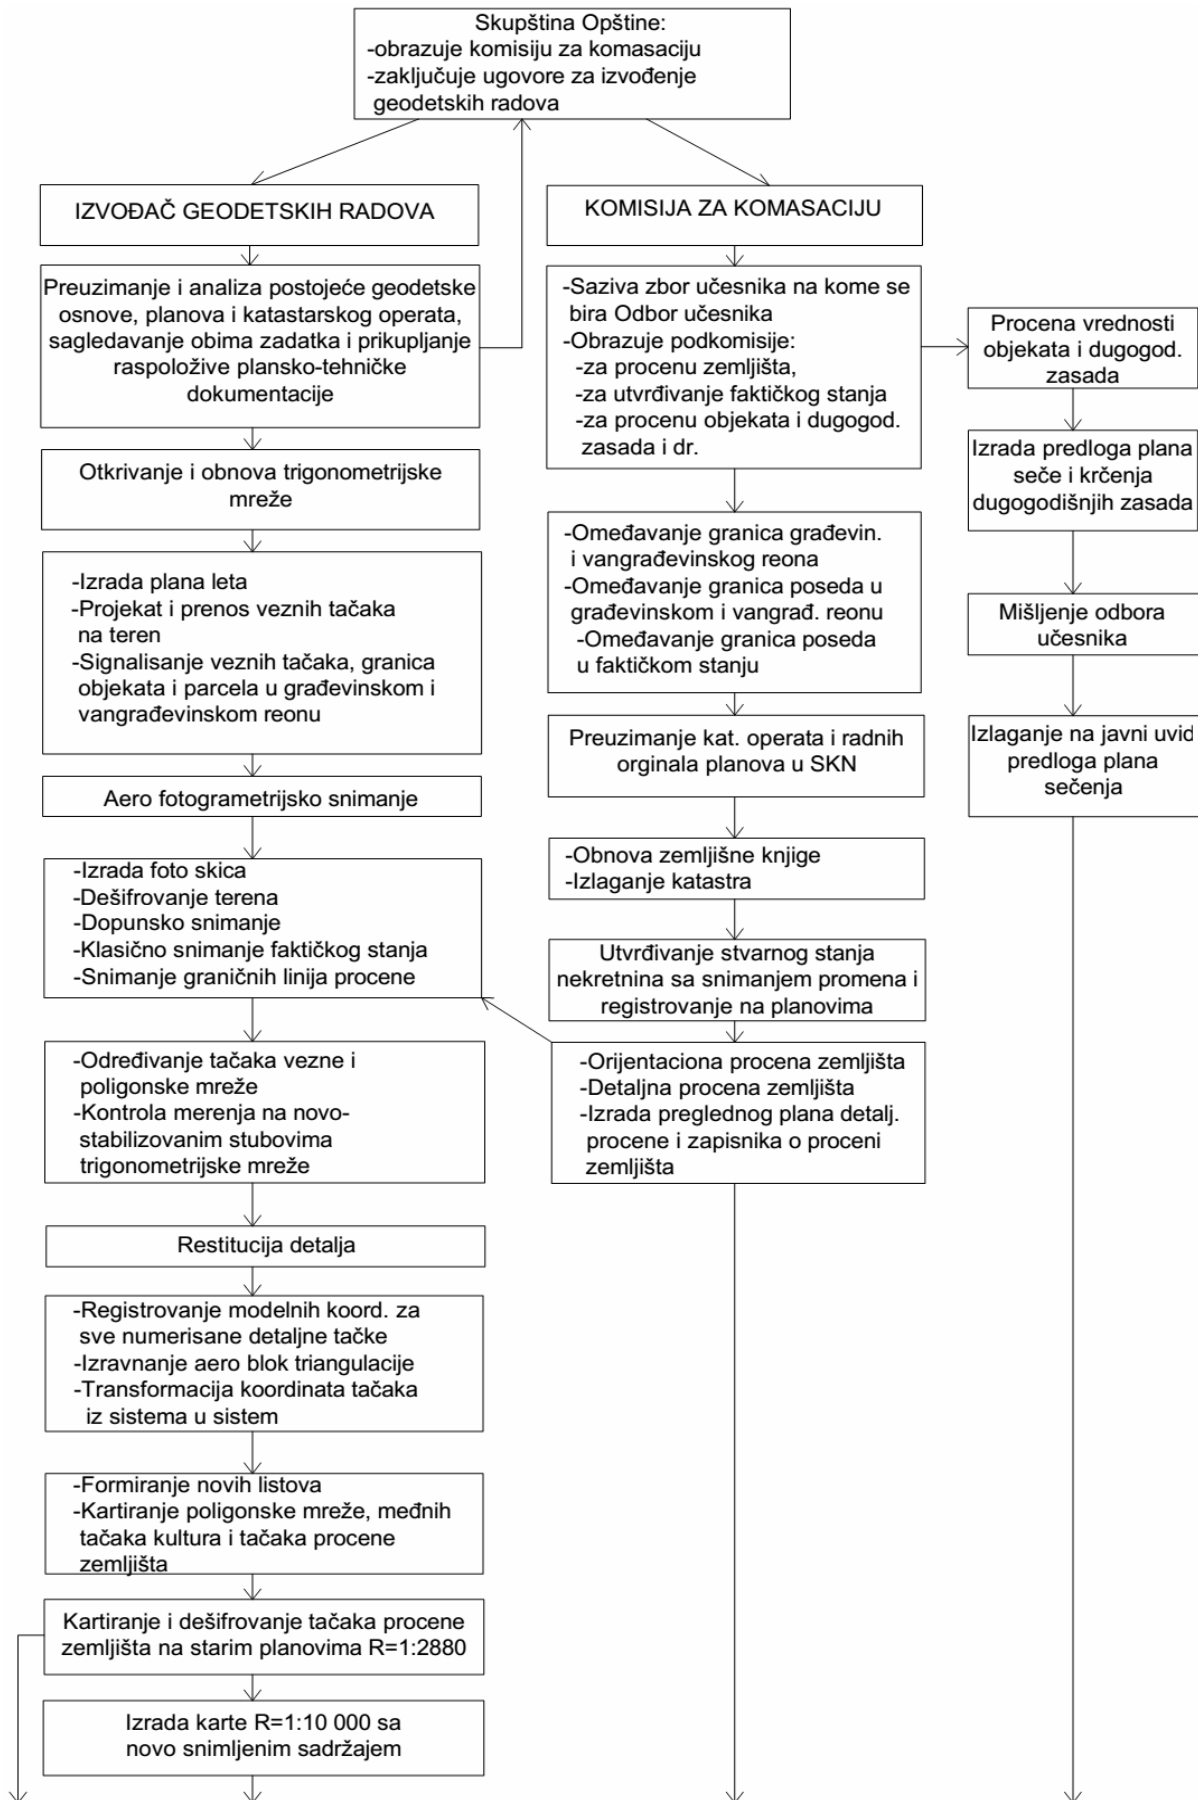 Skupština Opštine:
-obrazuje komisiju za komasaciju
-zaključuje ugovore za izvođenje
geodetskih radova
IZVOĐAČ GEODETSKIH RADOVA
Preuzimanje i analiza postojeće geodetske
osnove, planova i katastarskog operata,
sagledavanje obima zadatka i prikupljanje
raspoložive plansko-tehničke
dokumentacije
Otkrivanje i obnova trigonometrijske
mreže
-Izrada plana leta
-Projekat i prenos veznih tačaka
na teren
-Signalisanje veznih tačaka, granica
objekata i parcela u građevinskom i
vangrađevinskom reonu
Aero fotogrametrijsko snimanje
-Izrada foto skica
-Dešifrovanje terena
-Dopunsko snimanje
-Klasično snimanje faktičkog stanja
-Snimanje graničnih linija procene
-Određivanje tačaka vezne i
poligonske mreže
-Kontrola merenja na novo-
stabilizovanim stubovima
trigonometrijske mreže
Restitucija detalja
-Registrovanje modelnih koord. za
sve numerisane detaljne tačke
-Izravnanje aero blok triangulacije
-Transformacija koordinata tačaka
iz sistema u sistem
-Formiranje novih listova
-Kartiranje poligonske mreže, međnih
tačaka kultura i tačaka procene
zemljišta
Kartiranje i dešifrovanje tačaka procene
zemljišta na starim planovima R=1:2880
Izrada karte R=1:10 000 sa
novo snimljenim sadržajem
KOMISIJA ZA KOMASACIJU
-Saziva zbor učesnika na kome se
bira Odbor učesnika
-Obrazuje podkomisije:
-za procenu zemljišta,
-za utvrđivanje faktičkog stanja
-za procenu objekata i dugogod.
zasada i dr.
-Omeđavanje granica građevin.
i vangrađevinskog reona
-Omeđavanje granica poseda u
građevinskom i vangrađ. reonu
-Omeđavanje granica poseda
u faktičkom stanju
Preuzimanje kat. operata i radnih
orginala planova u SKN
-Obnova zemljišne knjige
-Izlaganje katastra
Utvrđivanje stvarnog stanja
nekretnina sa snimanjem promena i
registrovanje na planovima
-Orijentaciona procena zemljišta
-Detaljna procena zemljišta
-Izrada preglednog plana detalj.
procene i zapisnika o proceni
zemljišta
Procena vrednosti
objekata i dugogod.
zasada
Izrada predloga plana
seče i krčenja
dugogodišnjih zasada
Mišljenje odbora
učesnika
Izlaganje na javni uvid
predloga plana
sečenja